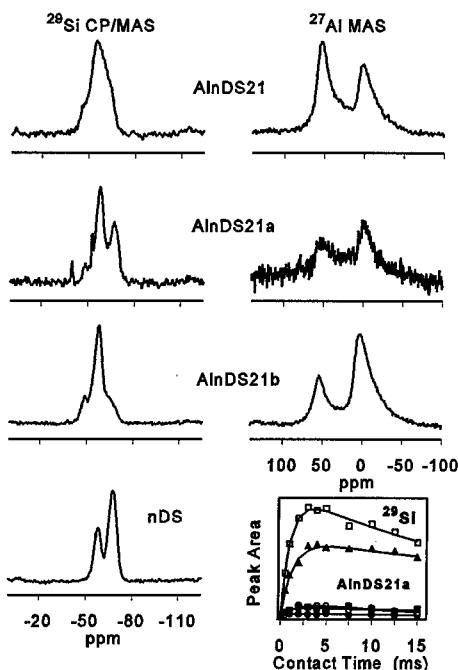 29Si CP/MAS
27Al MAS
AlnDS21
AlnDS21a
AlnDS21b
100 50 0 -50 -100
ppm
nDS
-20 -50 -80 -110
ppm
Peak Area
29Si
AlnDS21a
0 5 10 15
Contact Time (ms)